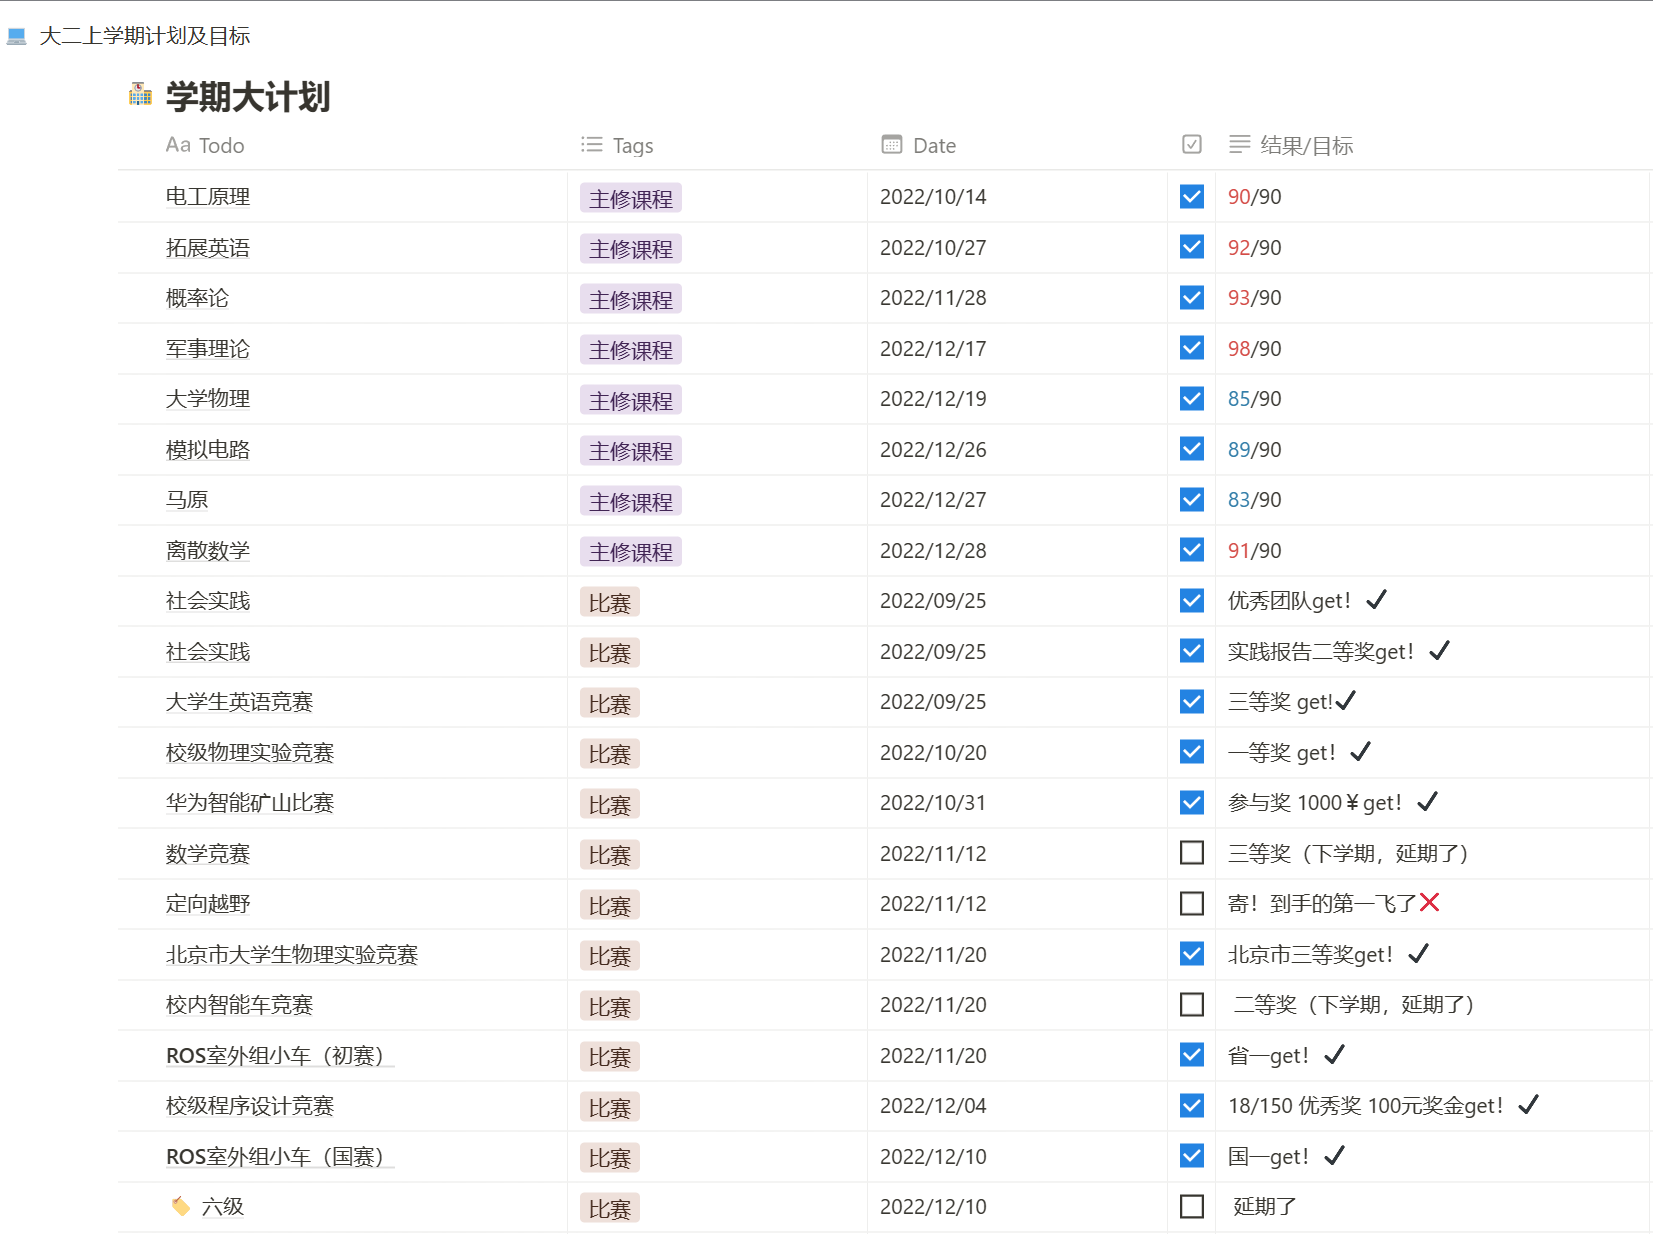 大二上学期计划及目标
学期大计划
Aa Todo Tags Date 结果/目标
电工原理 主修课程 2022/10/14 90/90
拓展英语 主修课程 2022/10/27 92/90
概率论 主修课程 2022/11/28 93/90
军事理论 主修课程 2022/12/17 98/90
大学物理 主修课程 2022/12/19 85/90
模拟电路 主修课程 2022/12/26 89/90
马原 主修课程 2022/12/27 83/90
离散数学 主修课程 2022/12/28 91/90
社会实践 比赛 2022/09/25 优秀团队get！ ✔
社会实践 比赛 2022/09/25 实践报告二等奖get！ ✔
大学生英语竞赛 比赛 2022/09/25 三等奖 get!✔
校级物理实验竞赛 比赛 2022/10/20 一等奖 get！ ✔
华为智能矿山比赛 比赛 2022/10/31 参与奖 1000￥get！ ✔
数学竞赛 比赛 2022/11/12 三等奖（下学期，延期了）
定向越野 比赛 2022/11/12 寄！到手的第一飞了❌
北京市大学生物理实验竞赛 比赛 2022/11/20 北京市三等奖get！ ✔
校内智能车竞赛 比赛 2022/11/20 二等奖（下学期，延期了）
ROS室外组小车（初赛） 比赛 2022/11/20 省一get！ ✔
校级程序设计竞赛 比赛 2022/12/04 18/150 优秀奖 100元奖金get！ ✔
ROS室外组小车（国赛） 比赛 2022/12/10 国一get！ ✔
六级 比赛 2022/12/10 延期了